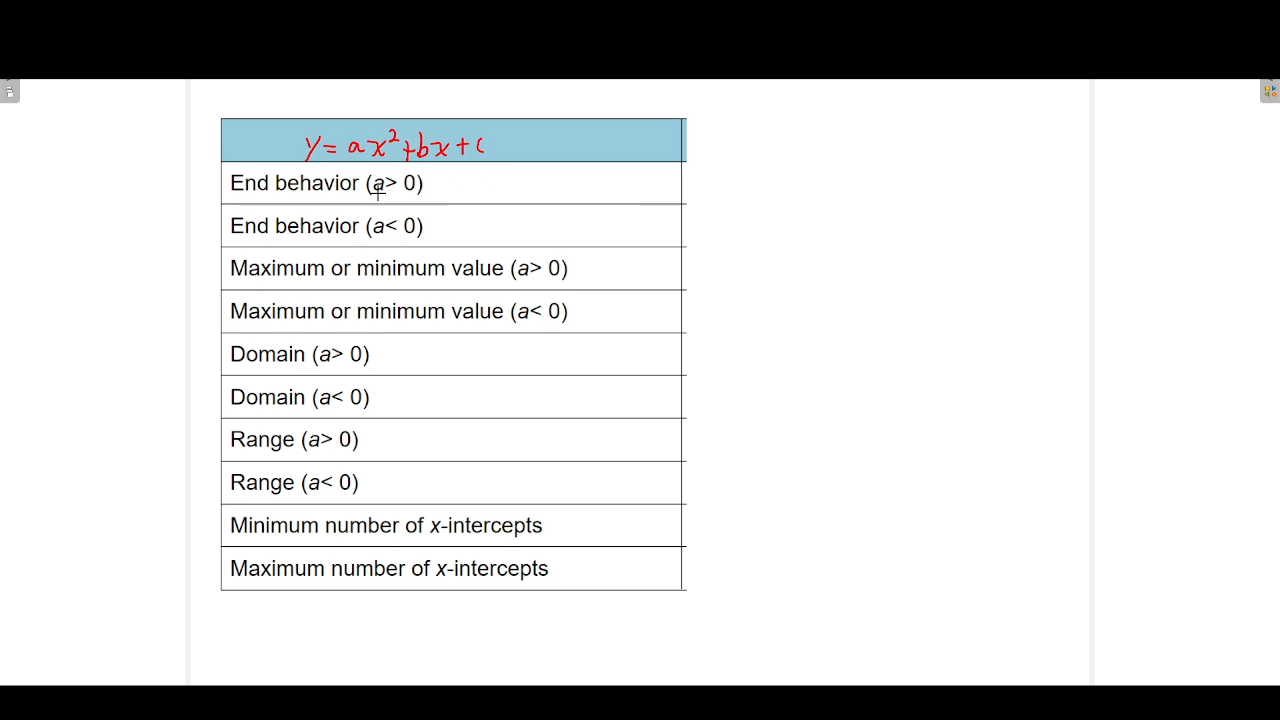 y = ax² + bx + c
End behavior (a> 0)
End behavior (a< 0)
Maximum or minimum value (a> 0)
Maximum or minimum value (a< 0)
Domain (a> 0)
Domain (a< 0)
Range (a> 0)
Range (a< 0)
Minimum number of x-intercepts
Maximum number of x-intercepts